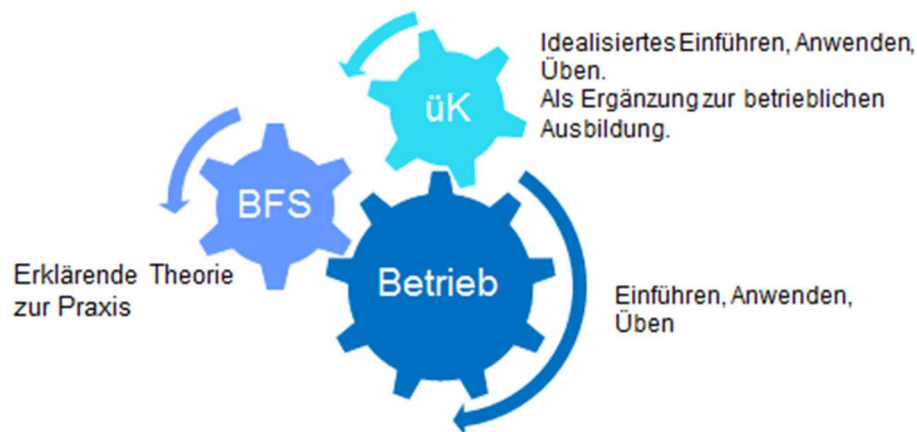 Idealisiertes Einführen, Anwenden,
Üben.
Als Ergänzung zur betrieblichen
Ausbildung.
üK
BFS
Betrieb
Erklärende Theorie
zur Praxis
Einführen, Anwenden,
Üben